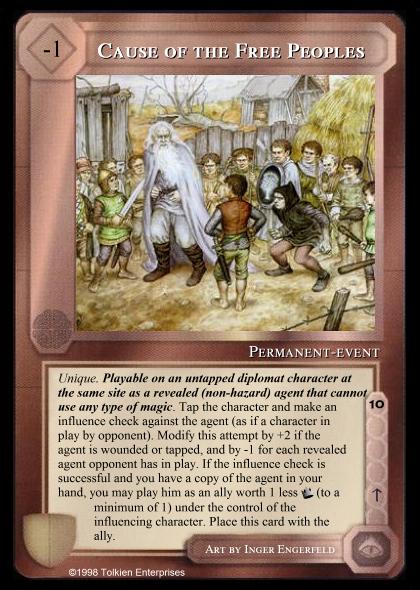 -1
CAUSE OF THE FREE PEOPLES
PERMANENT-EVENT
Unique. Playable on an untapped diplomat character at
the same site as a revealed (non-hazard) agent that cannot
use any type of magic. Tap the character and make an
influence check against the agent (as if a character in
play by opponent). Modify this attempt by +2 if the
agent is wounded or tapped, and by -1 for each revealed
agent opponent has in play. If the influence check is
successful and you have a copy of the agent in your
hand, you may play him as an ally worth 1 less (to a
minimum of 1) under the control of the
influencing character. Place this card with the
ally.
10
ART BY INGER ENGERFELD
©1998 Tolkien Enterprises